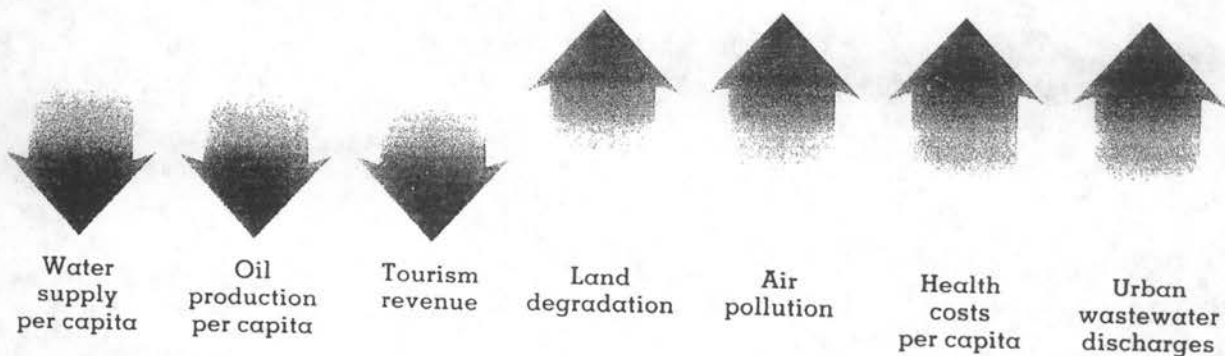 Water
supply
per capita
Oil
production
per capita
Tourism
revenue
Land
degradation
Air
pollution
Health
costs
per capita
Urban
wastewater
discharges